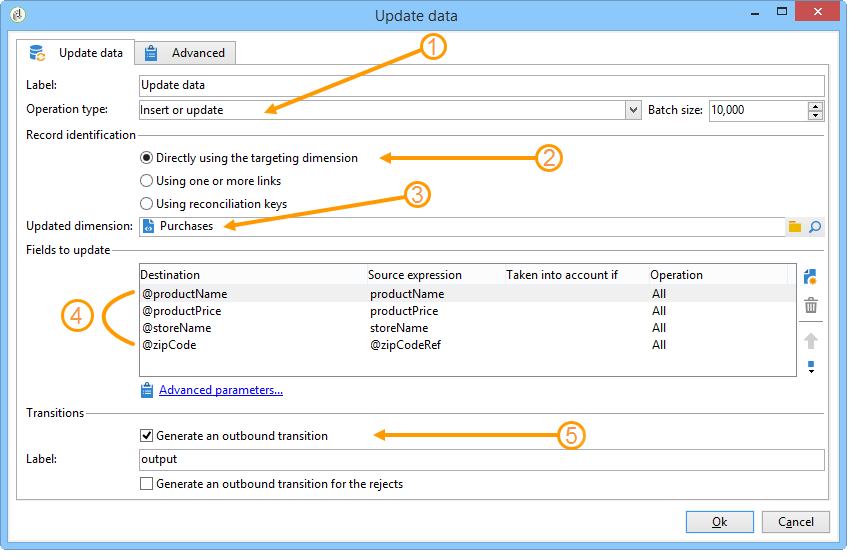 Update data
Update data Advanced
1
Label: Update data
Operation type: Insert or update Batch size: 10,000
Record identification
Directly using the targeting dimension 2
Using one or more links
Using reconciliation keys 3
Updated dimension: Purchases
Fields to update
Destination Source expression Taken into account if Operation
@productName productName All
@productPrice productPrice All
4
@storeName storeName All
@zipCode @zipCodeRef All
Advanced parameters...
Transitions
Generate an outbound transition 5
Label: output
Generate an outbound transition for the rejects
Ok Cancel